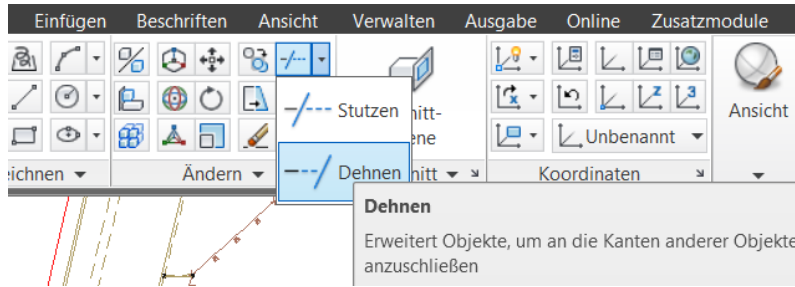 Einfügen Beschriften Ansicht Verwalten Ausgabe Online Zusatzmodule
Stutzen
Ansicht
Unbenannt
Ändern
Dehnen
Koordinaten
Dehnen
Erweitert Objekte, um an die Kanten anderer Objekte
anzuschließen